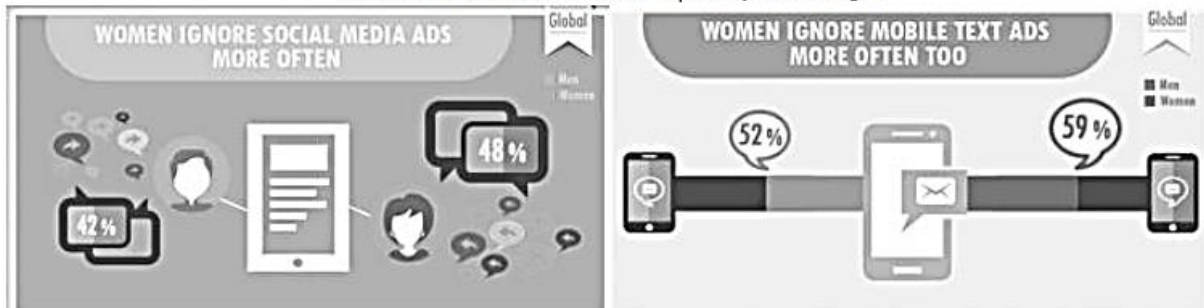 WOMEN IGNORE SOCIAL MEDIA ADS
MORE OFTEN
Global
Men
Women
48%
42%
WOMEN IGNORE MOBILE TEXT ADS
MORE OFTEN TOO
Global
Men
Women
52%
59%